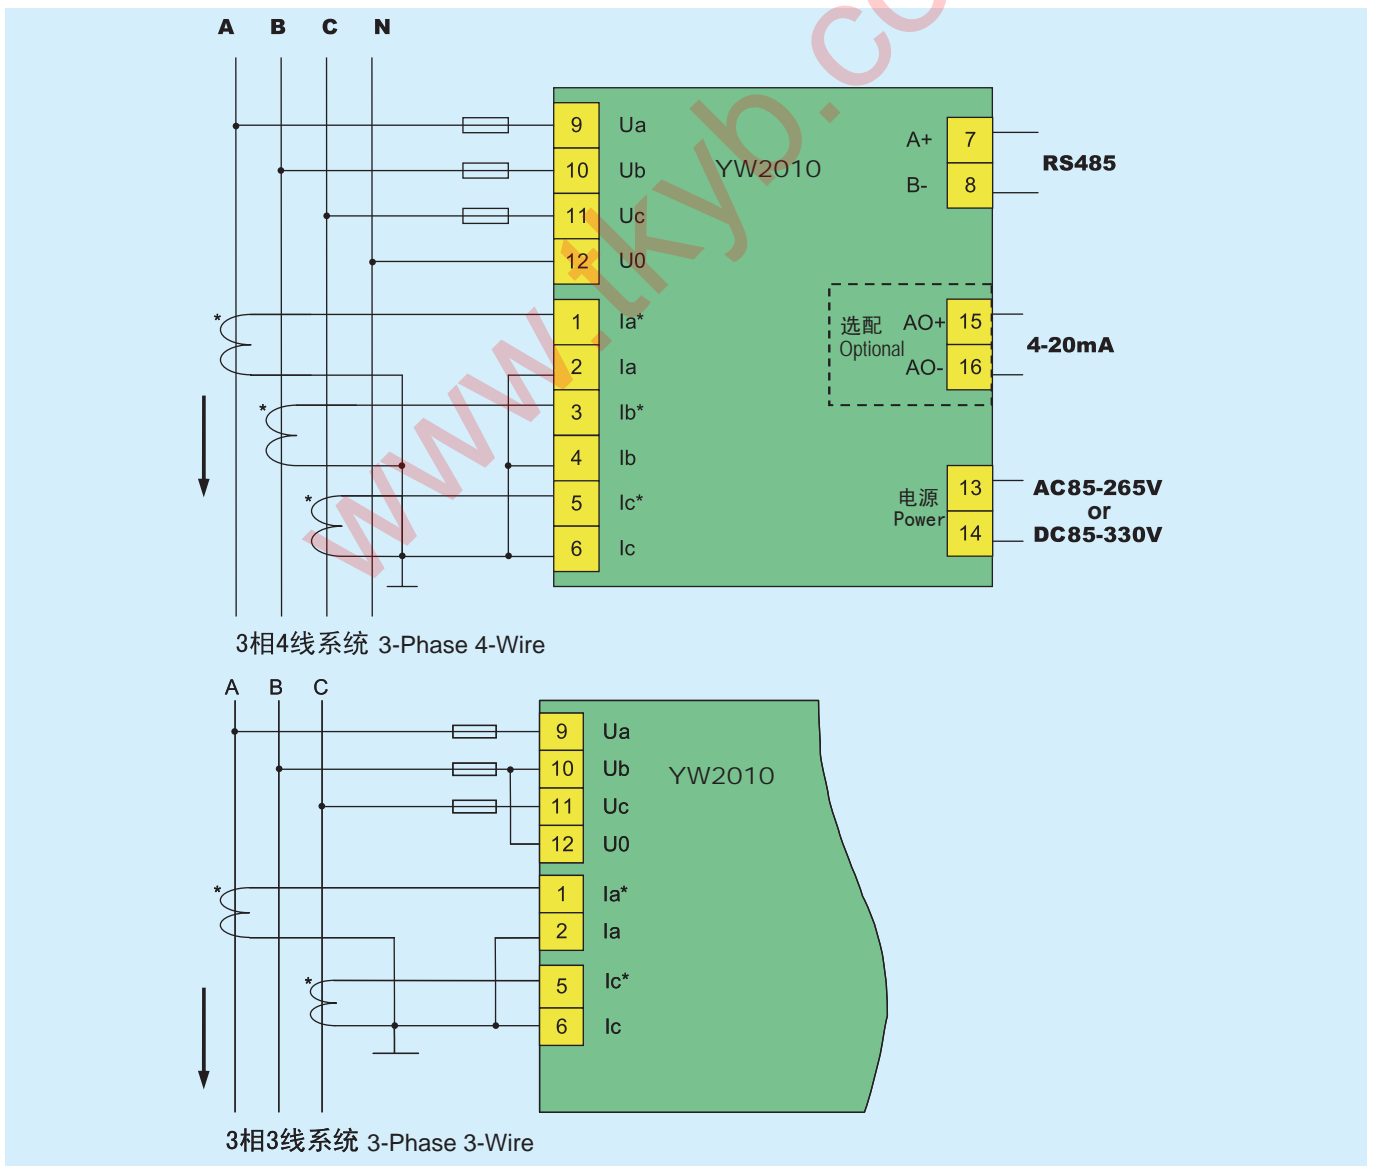 A B C N
9 Ua
10 Ub
11 Uc
12 U0
1 Ia*
2 Ia
3 Ib*
4 Ib
5 Ic*
6 Ic
YW2010
A+ 7
B- 8
RS485
选配 AO+ 15
Optional
AO- 16
4-20mA
电源 13
Power
14
AC85-265V
or
DC85-330V
*
*
*
3相4线系统 3-Phase 4-Wire
www.tkyb.co
A B C
9 Ua
10 Ub
11 Uc
12 U0
YW2010
1 Ia*
2 Ia
5 Ic*
6 Ic
*
*
3相3线系统 3-Phase 3-Wire